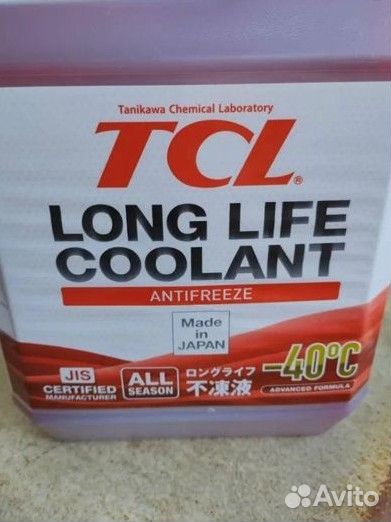 Tanikawa Chemical Laboratory
TCL®
LONG LIFE
COOLANT
ANTIFREEZE
Made
in
JAPAN
JIS
CERTIFIED
MANUFACTURER
ALL
SEASON
ロングライフ
不凍液
-40°C
ADVANCED FORMULA
Avito